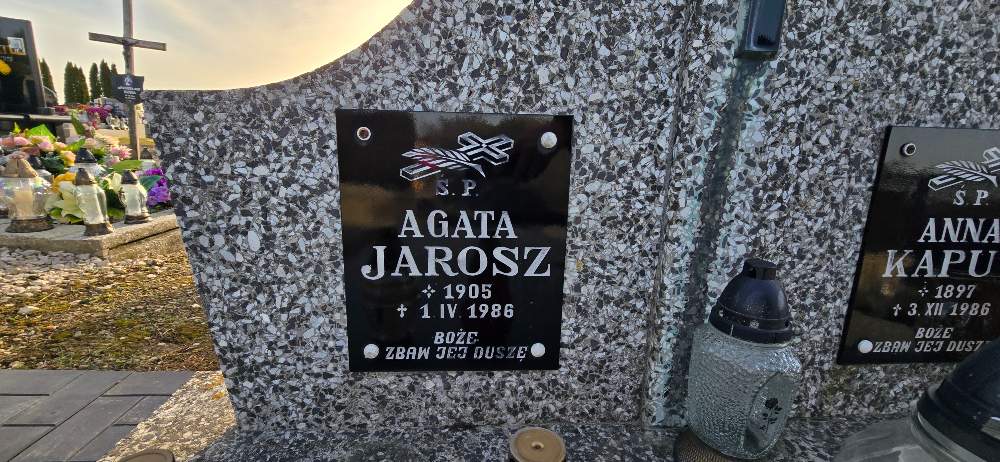 Ś. P.
AGATA
JAROSZ
✧ 1905
✝ 1 IV. 1986
BOŻE
ZBAW JEJ DUSZĘ
Ś. P.
ANNA
KAPU
✧ 1897
✝ 3. XII 1986
BOŻE
ZBAW JEJ DUSZ